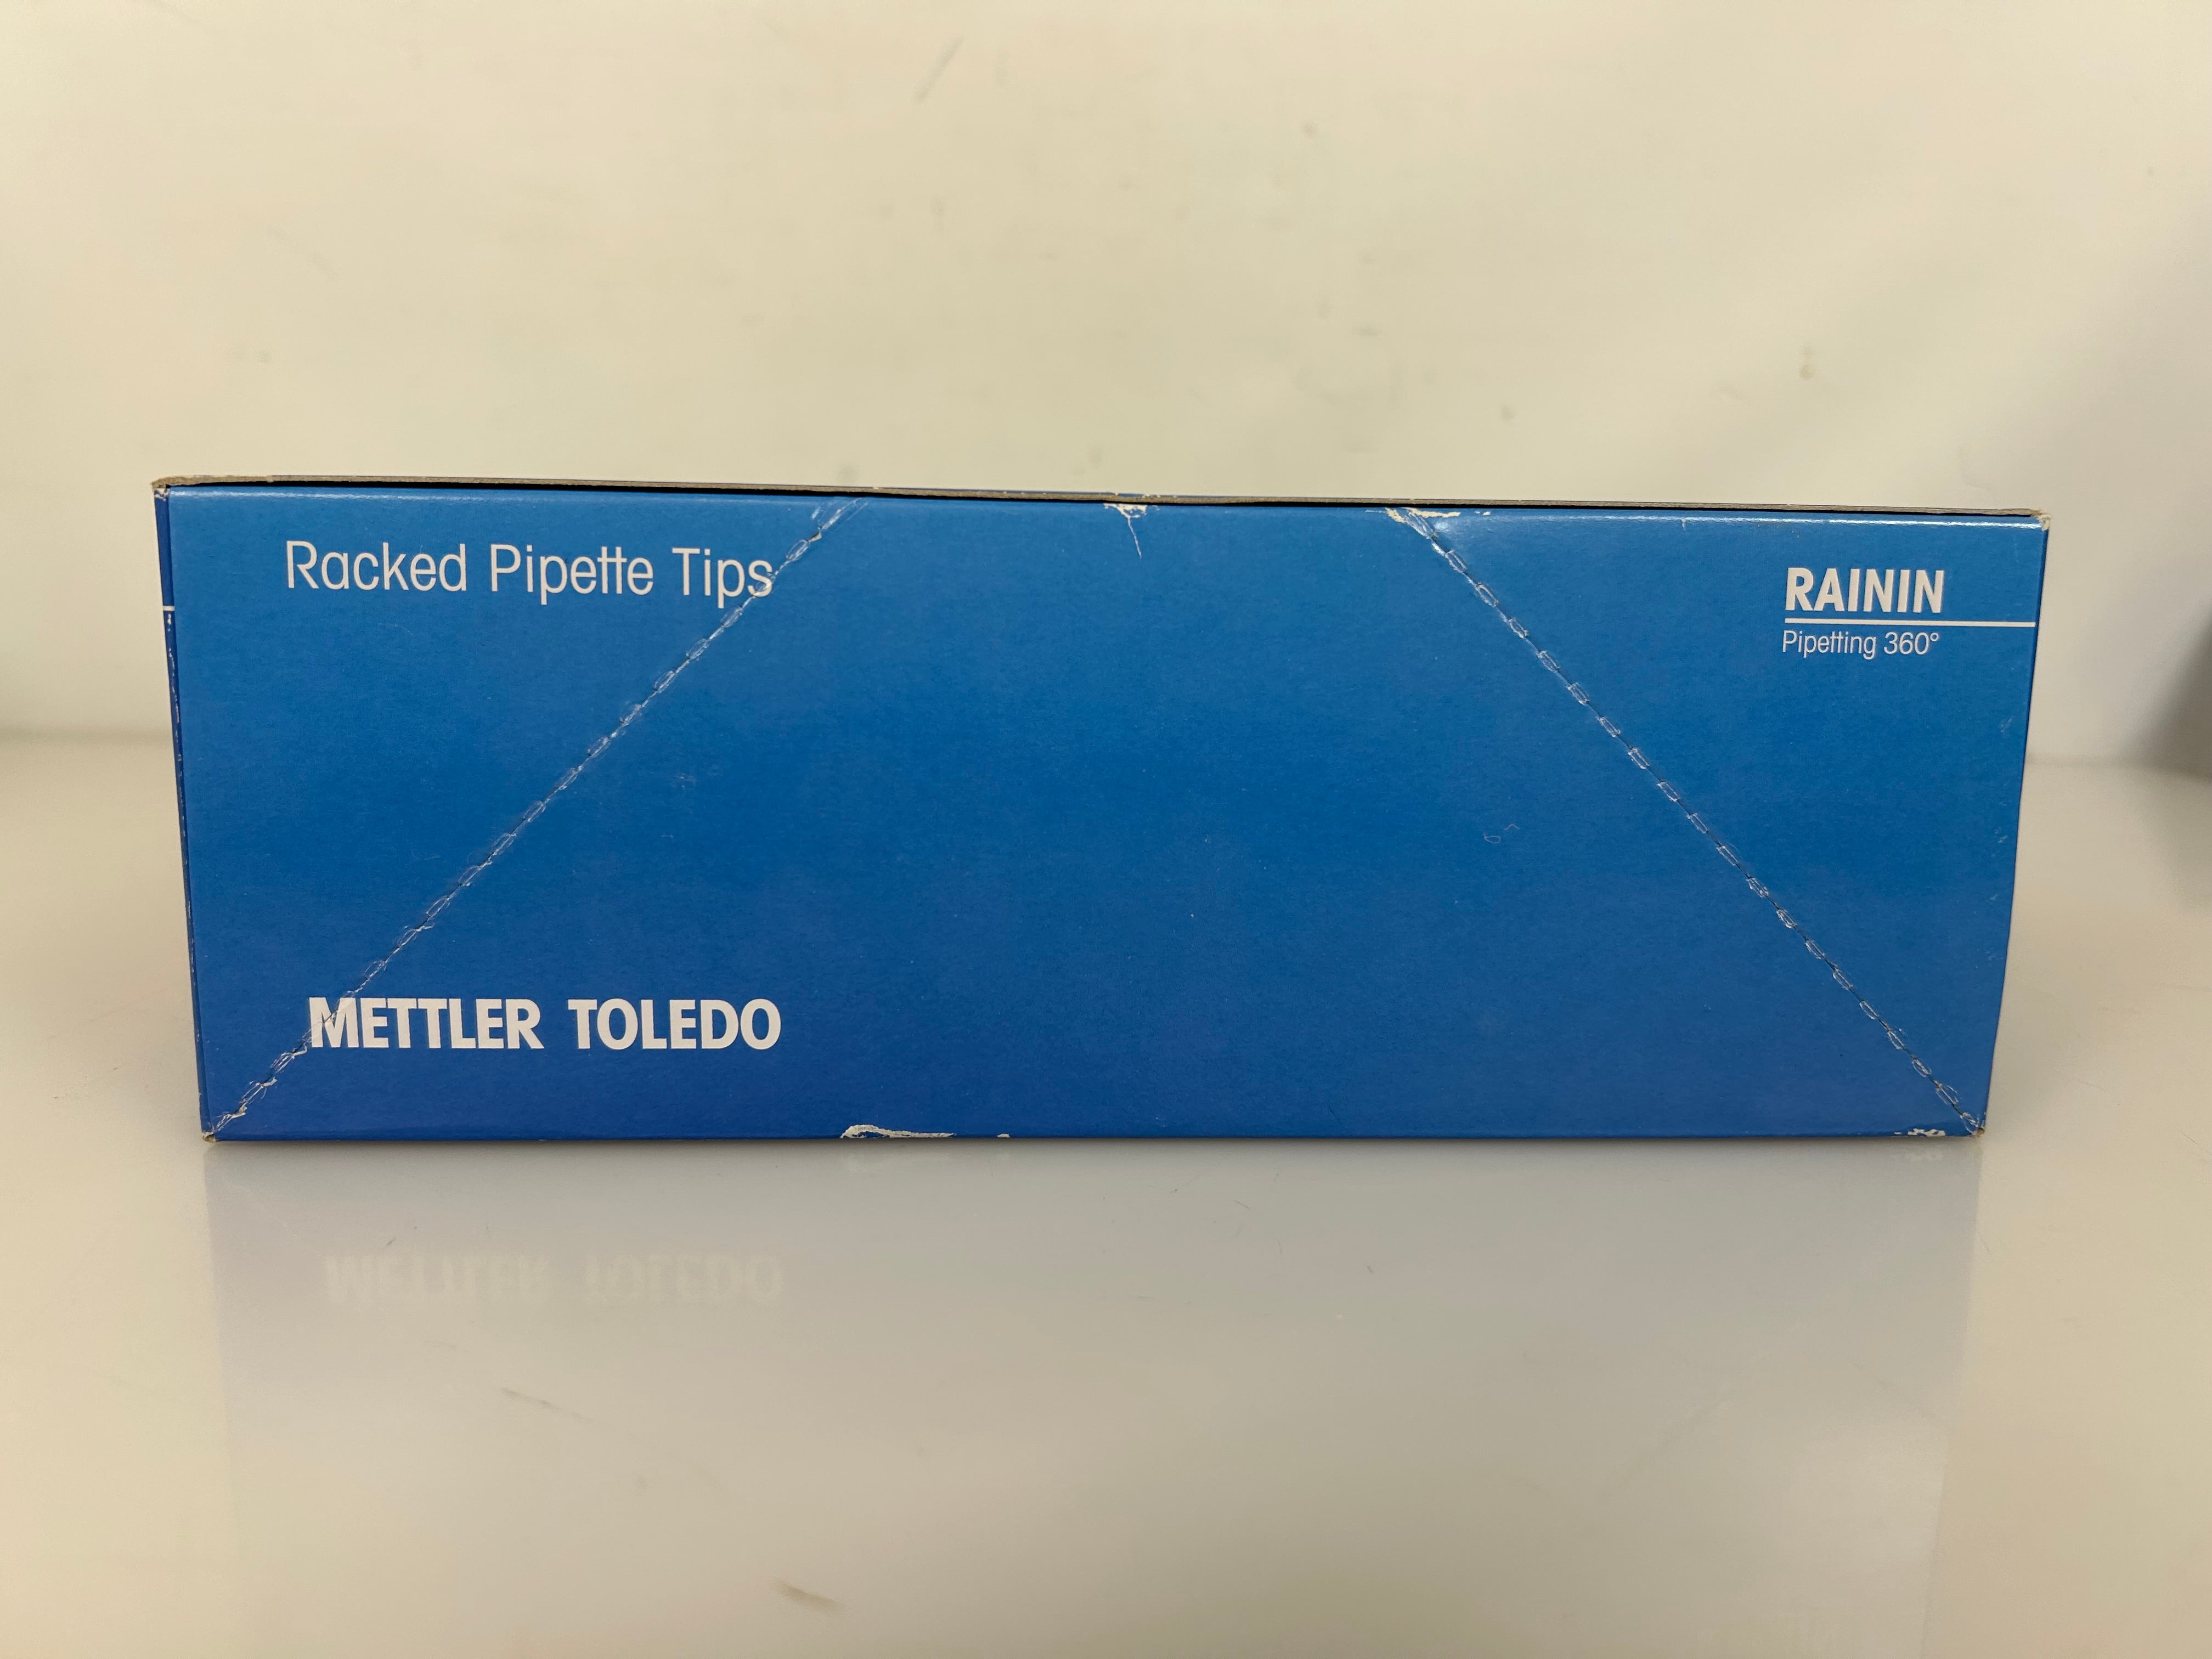 Racked Pipette Tips
RAININ
Pipetting 360°
METTLER TOLEDO